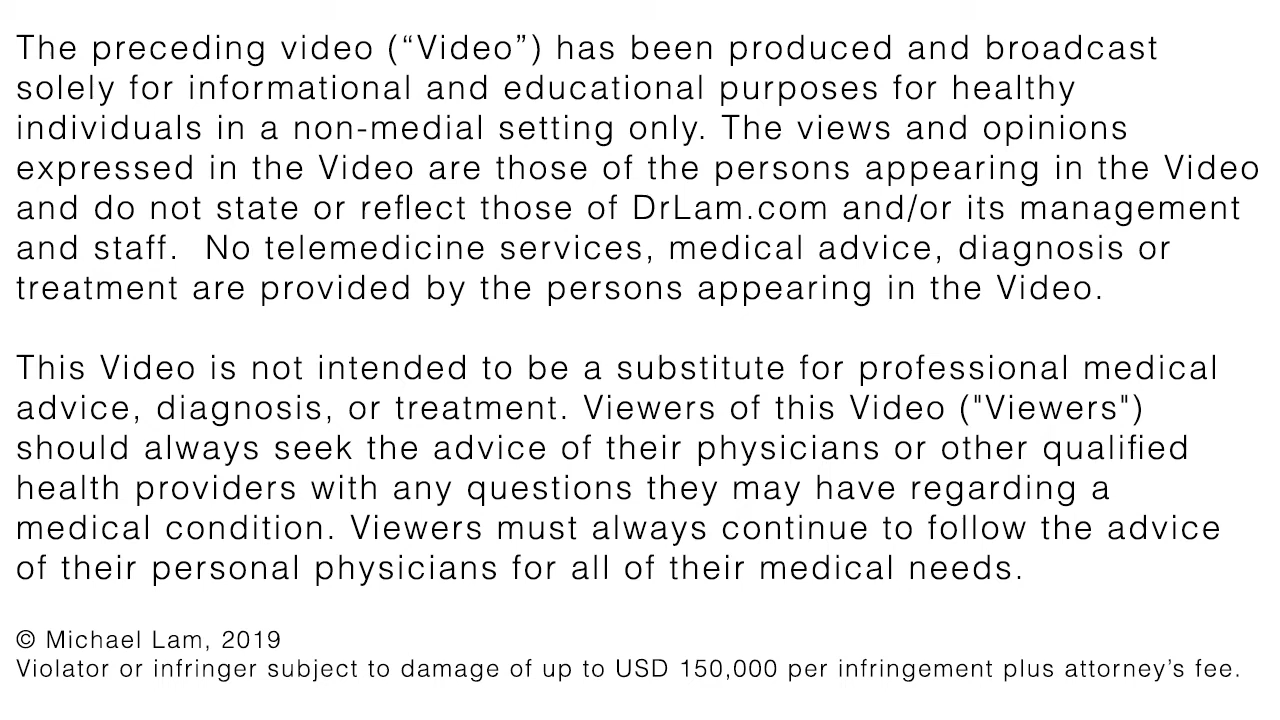 The preceding video (“Video”) has been produced and broadcast
solely for informational and educational purposes for healthy
individuals in a non-medial setting only. The views and opinions
expressed in the Video are those of the persons appearing in the Video
and do not state or reflect those of DrLam.com and/or its management
and staff.  No telemedicine services, medical advice, diagnosis or
treatment are provided by the persons appearing in the Video.
This Video is not intended to be a substitute for professional medical
advice, diagnosis, or treatment. Viewers of this Video ("Viewers")
should always seek the advice of their physicians or other qualified
health providers with any questions they may have regarding a
medical condition. Viewers must always continue to follow the advice
of their personal physicians for all of their medical needs.
© Michael Lam, 2019
Violator or infringer subject to damage of up to USD 150,000 per infringement plus attorney’s fee.